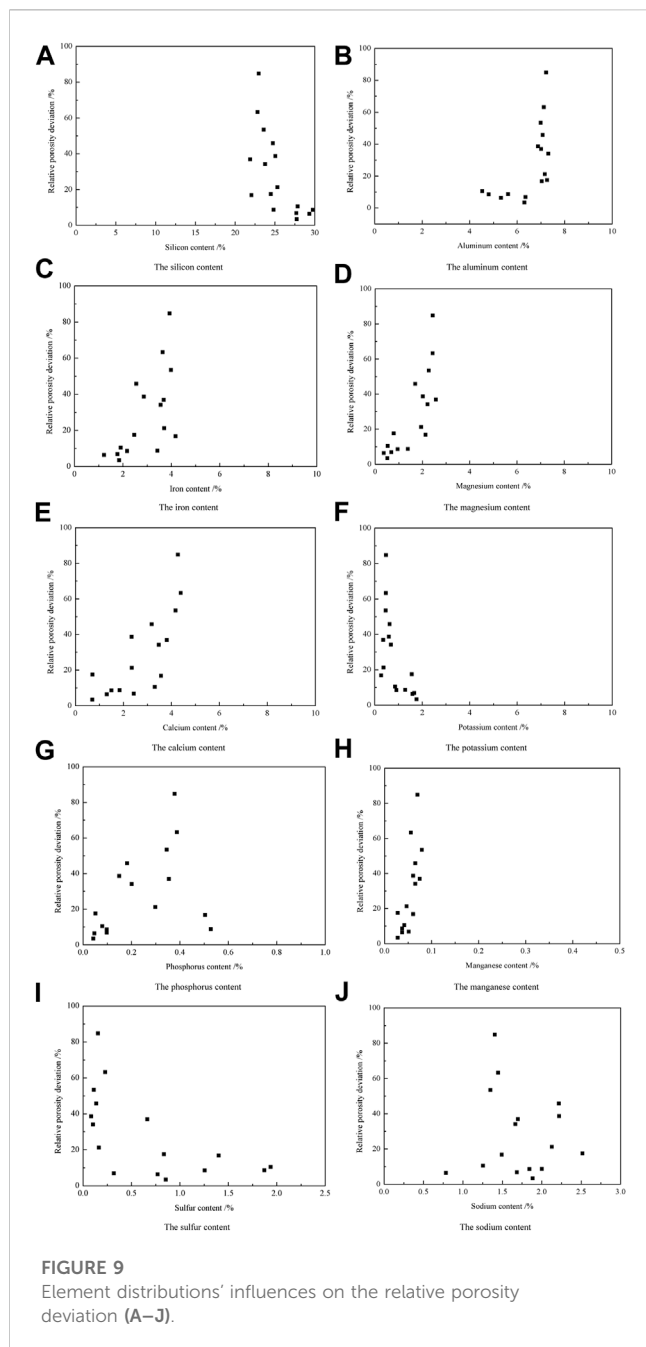 A
B
100
80
60
40
20
0
Relative porosity deviation /%
0
5
10
15
20
25
30
Silicon content /%
The silicon content
100
80
60
40
20
0
Relative porosity deviation /%
0
2
4
6
8
10
Aluminum content /%
The aluminum content
C
D
100
80
60
40
20
0
Relative porosity deviation /%
0
2
4
6
8
10
Iron content /%
The iron content
100
80
60
40
20
0
Relative porosity deviation /%
0
2
4
6
8
10
Magnesium content /%
The magnesium content
E
F
100
80
60
40
20
0
Relative porosity deviation /%
0
2
4
6
8
10
Calcium content /%
The calcium content
100
80
60
40
20
0
Relative porosity deviation /%
0
2
4
6
8
10
Potassium content /%
The potassium content
G
H
100
80
60
40
20
0
Relative porosity deviation /%
0.0
0.2
0.4
0.6
0.8
1.0
Phosphorus content /%
The phosphorus content
100
80
60
40
20
0
Relative porosity deviation /%
0.0
0.1
0.2
0.3
0.4
0.5
Manganese content /%
The manganese content
I
J
100
80
60
40
20
0
Relative porosity deviation /%
0.0
0.5
1.0
1.5
2.0
2.5
Sulfur content /%
The sulfur content
100
80
60
40
20
0
Relative porosity deviation /%
0.0
0.5
1.0
1.5
2.0
2.5
3.0
Sodium content /%
The sodium content
FIGURE 9
Element distributions' influences on the relative porosity
deviation (A–J).